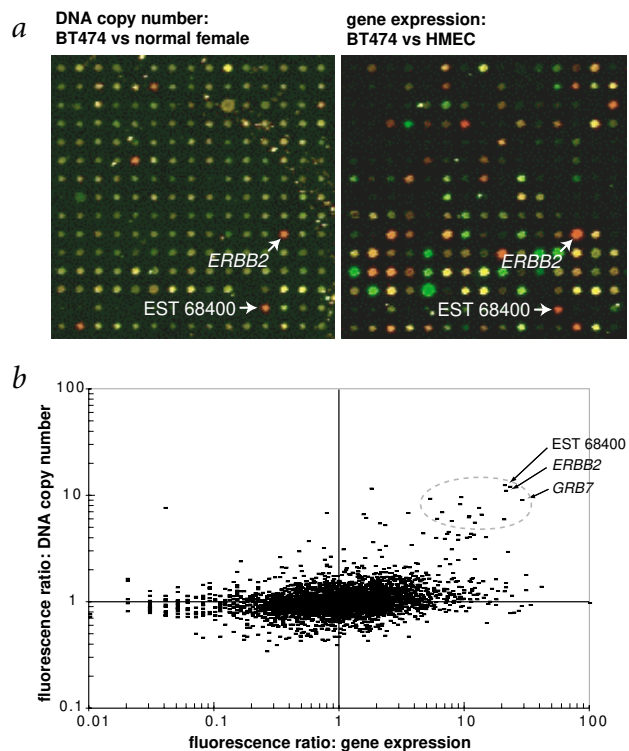 a
DNA copy number:
BT474 vs normal female
gene expression:
BT474 vs HMEC
ERBB2
EST 68400
ERBB2
EST 68400
b
fluorescence ratio: DNA copy number
100
10
1
0.1
EST 68400
ERBB2
GRB7
0.01
0.1
1
10
100
fluorescence ratio: gene expression